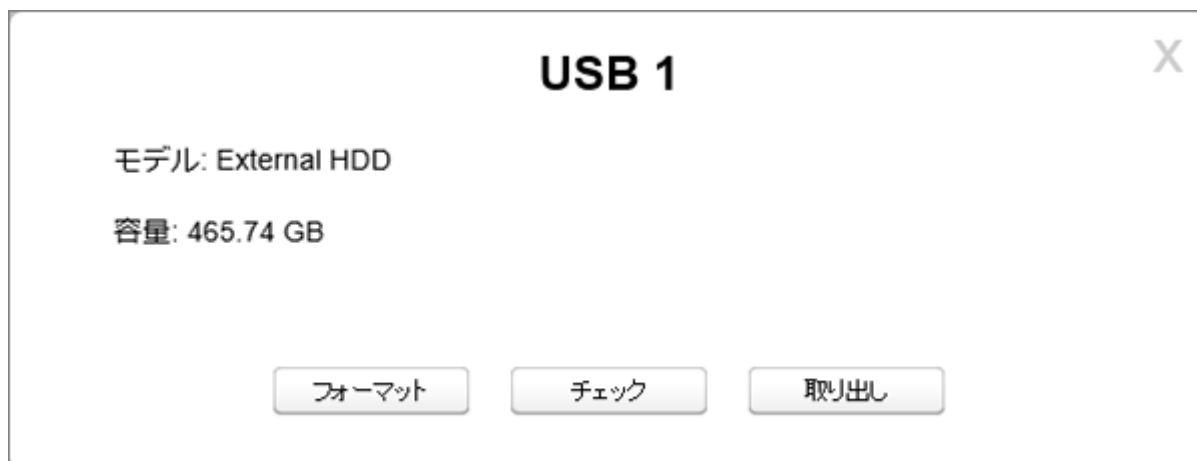 USB 1
X
モデル: External HDD
容量: 465.74 GB
フォーマット
チェック
取り出し